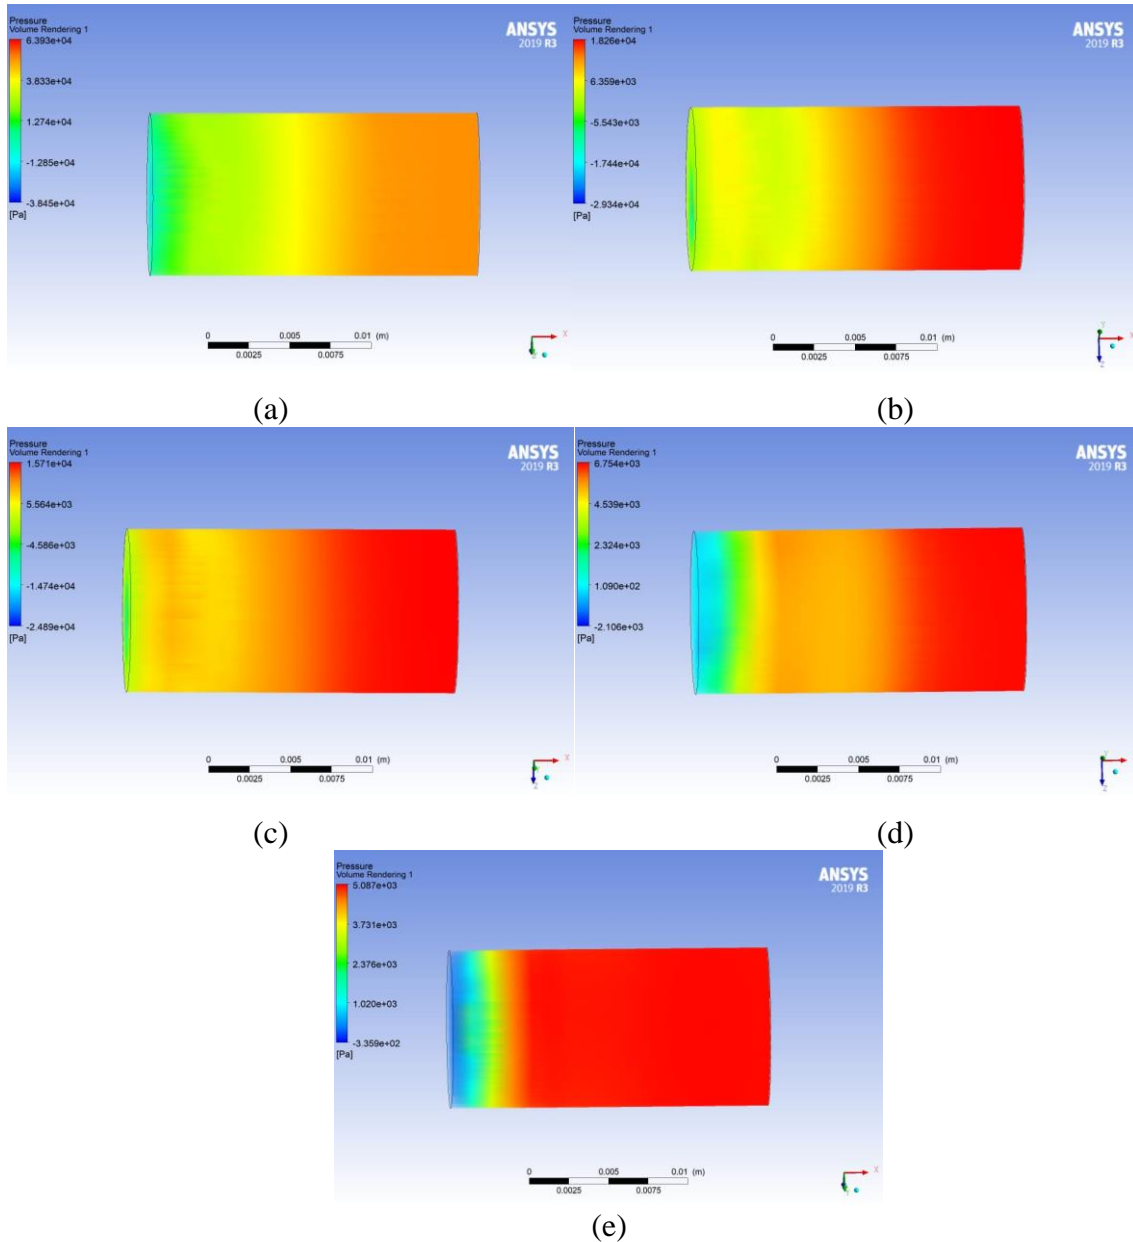 Pressure
Volume Rendering 1
6.393e+04
3.833e+04
1.274e+04
-1.285e+04
-3.845e+04
[Pa]
ANSYS
2019 R3
0 0.005 0.01 (m)
0.0025 0.0075
X
(a)
Pressure
Volume Rendering 1
1.826e+04
6.359e+03
-5.543e+03
-1.744e+04
-2.934e+04
[Pa]
ANSYS
2019 R3
0 0.005 0.01 (m)
0.0025 0.0075
Y
Z
(b)
Pressure
Volume Rendering 1
1.571e+04
5.564e+03
-4.586e+03
-1.474e+04
-2.489e+04
[Pa]
ANSYS
2019 R3
0 0.005 0.01 (m)
0.0025 0.0075
X
Z
(c)
Pressure
Volume Rendering 1
6.754e+03
4.539e+03
2.324e+03
1.090e+02
-2.106e+03
[Pa]
ANSYS
2019 R3
0 0.005 0.01 (m)
0.0025 0.0075
Z
(d)
Pressure
Volume Rendering 1
5.087e+03
3.731e+03
2.376e+03
1.020e+03
-3.359e+02
[Pa]
ANSYS
2019 R3
0 0.005 0.01 (m)
0.0025 0.0075
X
(e)